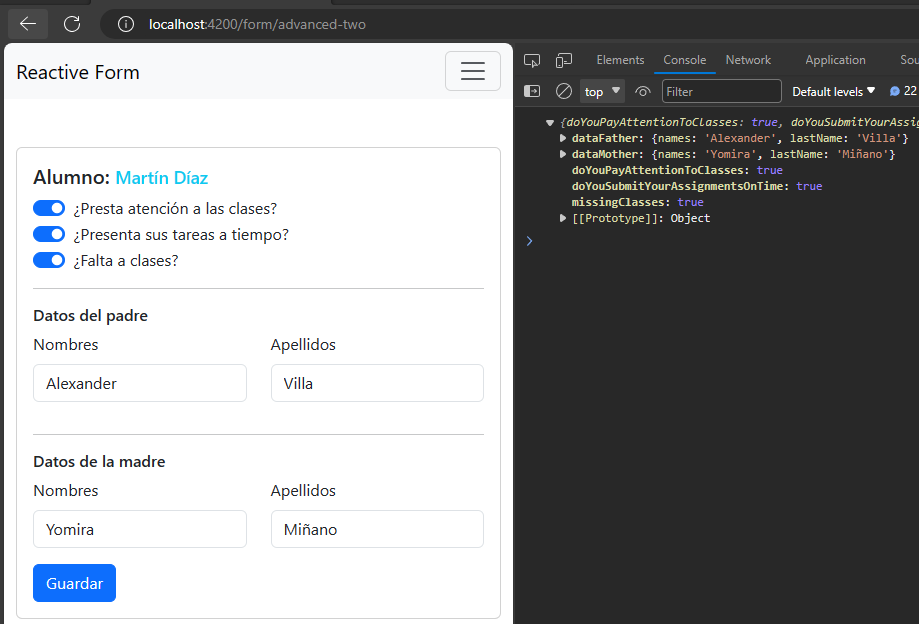 localhost:4200/form/advanced-two
Reactive Form
Alumno: Martín Díaz
¿Presta atención a las clases?
¿Presenta sus tareas a tiempo?
¿Falta a clases?
Datos del padre
Nombres Apellidos
Alexander Villa
Datos de la madre
Nombres Apellidos
Yomira Miñano
Guardar
Elements Console Network Application Sou
top Filter Default levels 22
{doYouPayAttentionToClasses: true, doYouSubmitYourAssig
dataFather: {names: 'Alexander', lastName: 'Villa'}
dataMother: {names: 'Yomira', lastName: 'Miñano'}
doYouPayAttentionToClasses: true
doYouSubmitYourAssignmentsOnTime: true
missingClasses: true
[[Prototype]]: Object